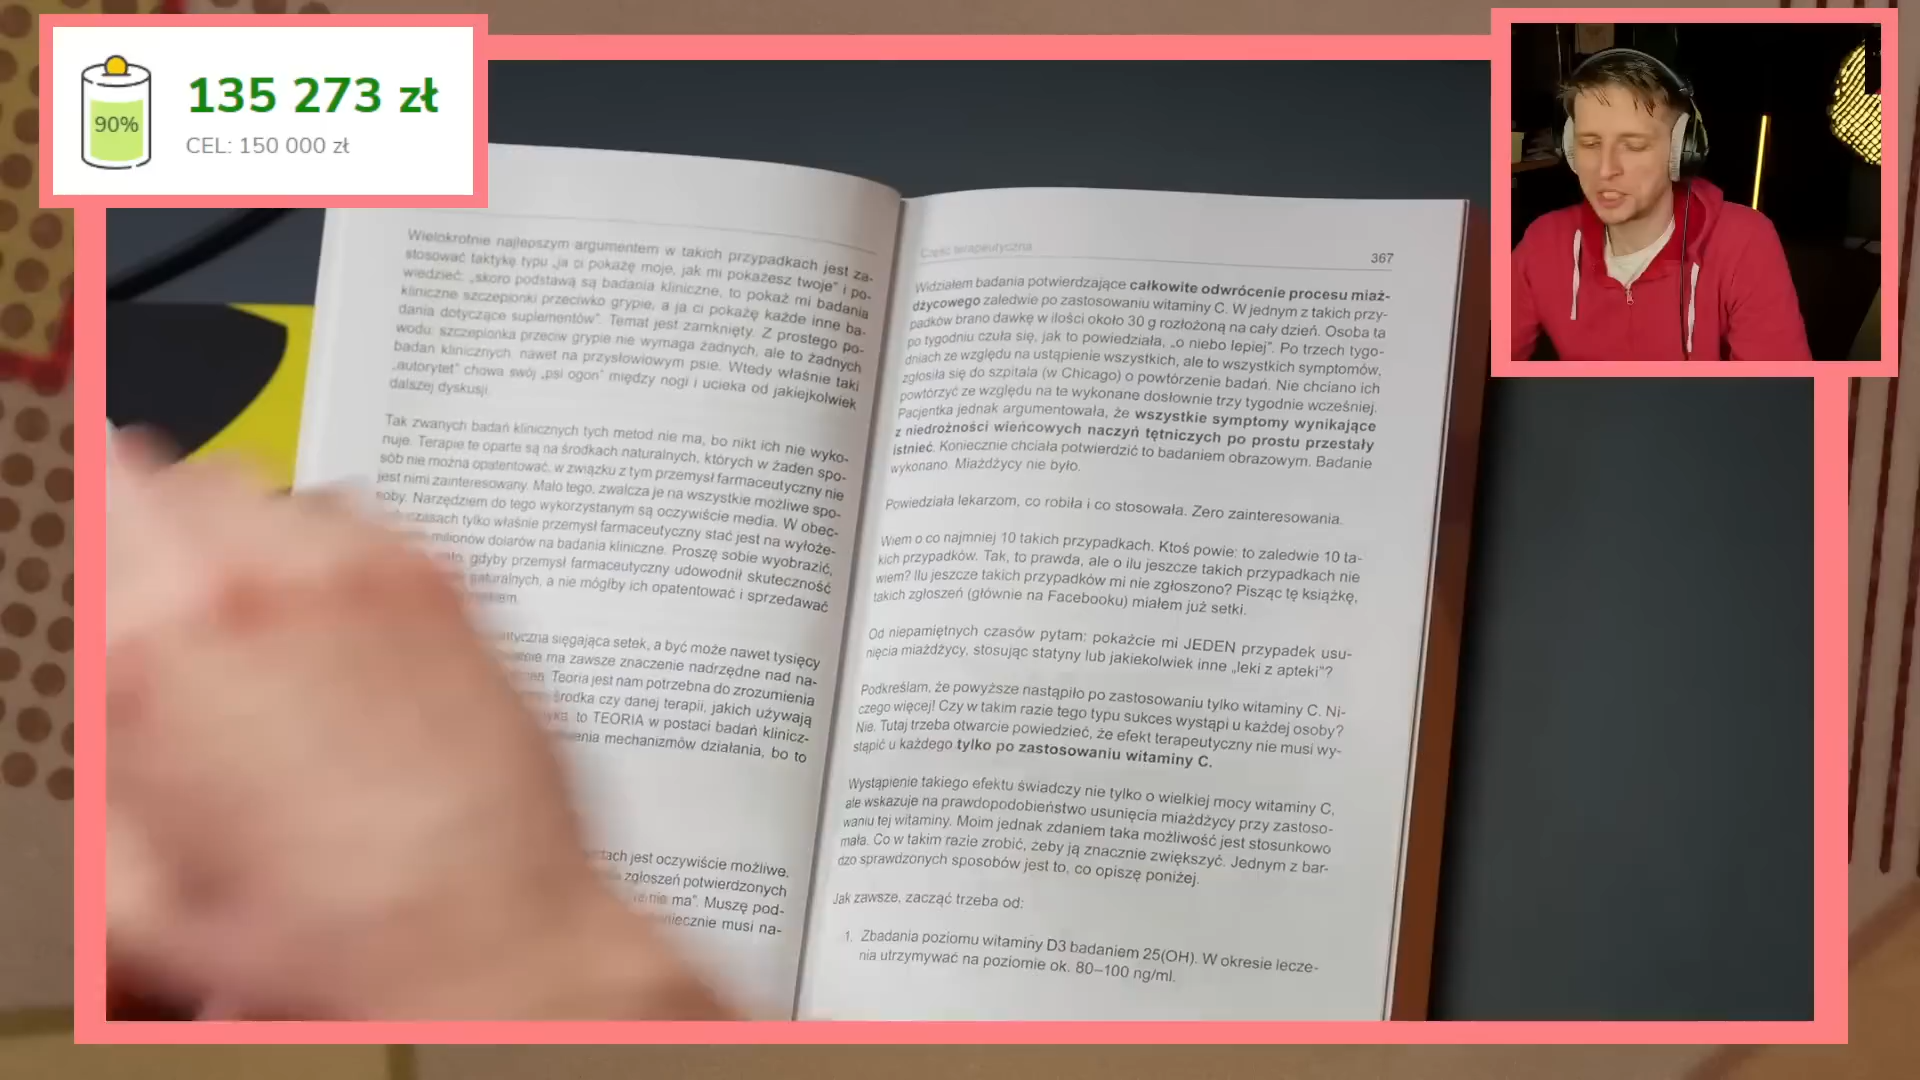 135 273 zł
90%
CEL: 150 000 zł
Wielokrotnie najlepszym argumentem w takich przypadkach jest za-
stosować taktykę typu „ja ci pokażę moje, jak mi pokażesz twoje” i po-
wiedzieć: „skoro podstawą są badania kliniczne, to pokaż mi badania
kliniczne szczepionki przeciwko grypie, a ja ci pokażę każde inne ba-
dania dotyczące suplementów”. Temat jest zamknięty. Z prostego po-
wodu: szczepionka przeciw grypie nie wymaga żadnych, ale to żadnych
badań klinicznych, nawet na przysłowiowym psie. Wtedy właśnie taki
„autorytet” chowa swój „psi ogon” między nogi i ucieka od jakiejkolwiek
dalszej dyskusji.
Tak zwanych badań klinicznych tych metod nie ma, bo nikt ich nie wyko-
nuje. Terapie te oparte są na środkach naturalnych, których w żaden spo-
sób nie można opatentować, w związku z tym przemysł farmaceutyczny nie
jest nimi zainteresowany. Mało tego, zwalcza je na wszystkie możliwe spo-
soby. Narzędziem do tego wykorzystanym są oczywiście media. W obec-
czasach tylko właśnie przemysł farmaceutyczny stać jest na wyłoże-
milionów dolarów na badania kliniczne. Proszę sobie wyobrazić,
gdyby przemysł farmaceutyczny udowodnił skuteczność
naturalnych, a nie mógłby ich opatentować i sprzedawać
sięgająca setek, a być może nawet tysięcy
ma zawsze znaczenie nadrzędne nad na-
Teoria jest nam potrzebna do zrozumienia
środka czy danej terapii, jakich używają
to TEORIA w postaci badań klinicz-
mechanizmów działania, bo to
jest oczywiście możliwe.
zgłoszeń potwierdzonych
ma”. Muszę pod-
musi na-
Część terapeutyczna
367
Widziałem badania potwierdzające całkowite odwrócenie procesu miaż-
dżycowego zaledwie po zastosowaniu witaminy C. W jednym z takich przy-
padków brano dawkę w ilości około 30 g rozłożoną na cały dzień. Osoba ta
po tygodniu czuła się, jak to powiedziała, „o niebo lepiej”. Po trzech tygo-
dniach ze względu na ustąpienie wszystkich, ale to wszystkich symptomów,
zgłosiła się do szpitala (w Chicago) o powtórzenie badań. Nie chciano ich
powtórzyć ze względu na te wykonane dosłownie trzy tygodnie wcześniej.
Pacjentka jednak argumentowała, że wszystkie symptomy wynikające
z niedrożności wieńcowych naczyń tętniczych po prostu przestały
istnieć. Koniecznie chciała potwierdzić to badaniem obrazowym. Badanie
wykonano. Miażdżycy nie było.
Powiedziała lekarzom, co robiła i co stosowała. Zero zainteresowania.
Wiem o co najmniej 10 takich przypadkach. Ktoś powie: to zaledwie 10 ta-
kich przypadków. Tak, to prawda, ale o ilu jeszcze takich przypadkach nie
wiem? Ilu jeszcze takich przypadków mi nie zgłoszono? Pisząc tę książkę,
takich zgłoszeń (głównie na Facebooku) miałem już setki.
Od niepamiętnych czasów pytam: pokażcie mi JEDEN przypadek usu-
nięcia miażdżycy, stosując statyny lub jakiekolwiek inne „leki z apteki”?
Podkreślam, że powyższe nastąpiło po zastosowaniu tylko witaminy C. Ni-
czego więcej! Czy w takim razie tego typu sukces wystąpi u każdej osoby?
Nie. Tutaj trzeba otwarcie powiedzieć, że efekt terapeutyczny nie musi wy-
stąpić u każdego tylko po zastosowaniu witaminy C.
Wystąpienie takiego efektu świadczy nie tylko o wielkiej mocy witaminy C,
ale wskazuje na prawdopodobieństwo usunięcia miażdżycy przy zastoso-
waniu tej witaminy. Moim jednak zdaniem taka możliwość jest stosunkowo
mała. Co w takim razie zrobić, żeby ją znacznie zwiększyć. Jednym z bar-
dzo sprawdzonych sposobów jest to, co opiszę poniżej.
Jak zawsze, zacząć trzeba od:
1. Zbadania poziomu witaminy D3 badaniem 25(OH). W okresie lecze-
nia utrzymywać na poziomie ok. 80–100 ng/ml.